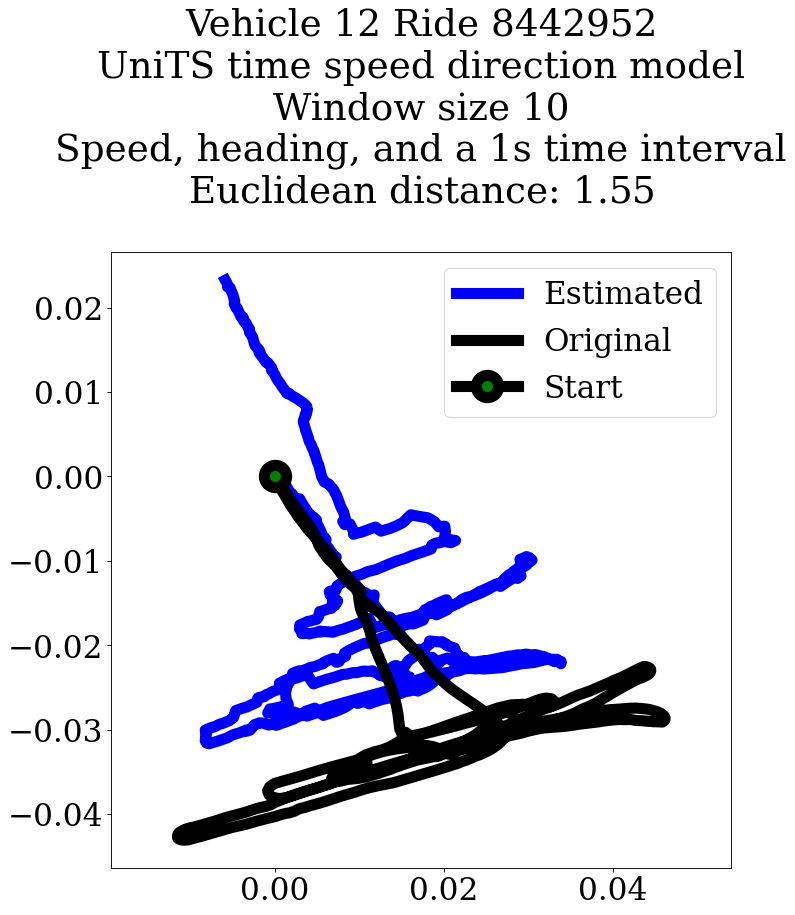 Vehicle 12 Ride 8442952
UniTS time speed direction model
Window size 10
Speed, heading, and a 1s time interval
Euclidean distance: 1.55
Estimated
Original
Start
0.02
0.01
0.00
−0.01
−0.02
−0.03
−0.04
0.00 0.02 0.04